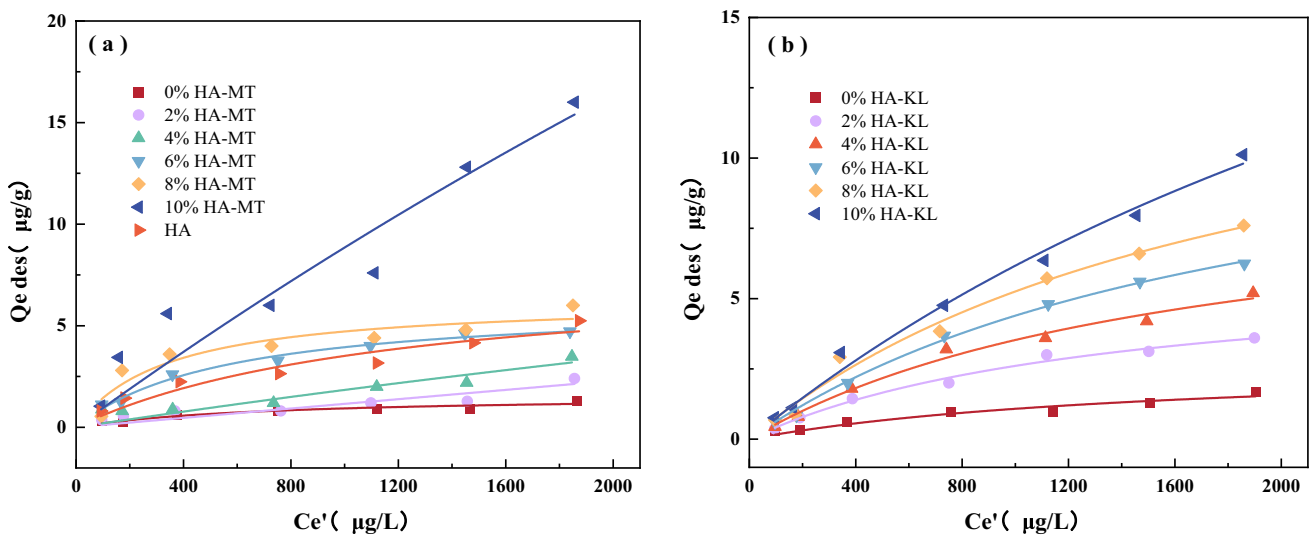 ( a )
0% HA-MT
2% HA-MT
4% HA-MT
6% HA-MT
8% HA-MT
10% HA-MT
HA
Qe des( μg/g)
20
15
10
5
0
0 400 800 1200 1600 2000
Ce'( μg/L)
( b )
0% HA-KL
2% HA-KL
4% HA-KL
6% HA-KL
8% HA-KL
10% HA-KL
Qe des( μg/g)
15
10
5
0
0 400 800 1200 1600 2000
Ce'( μg/L)